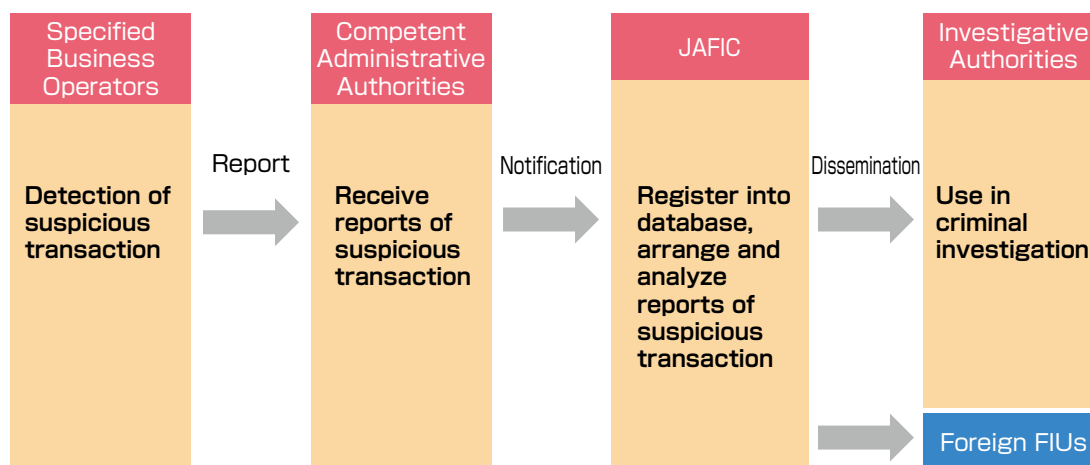 Specified
Business
Operators
Detection of
suspicious
transaction
Report
Competent
Administrative
Authorities
Receive
reports of
suspicious
transaction
Notification
JAFIC
Register into
database,
arrange and
analyze
reports of
suspicious
transaction
Dissemination
Investigative
Authorities
Use in
criminal
investigation
Foreign FIUs